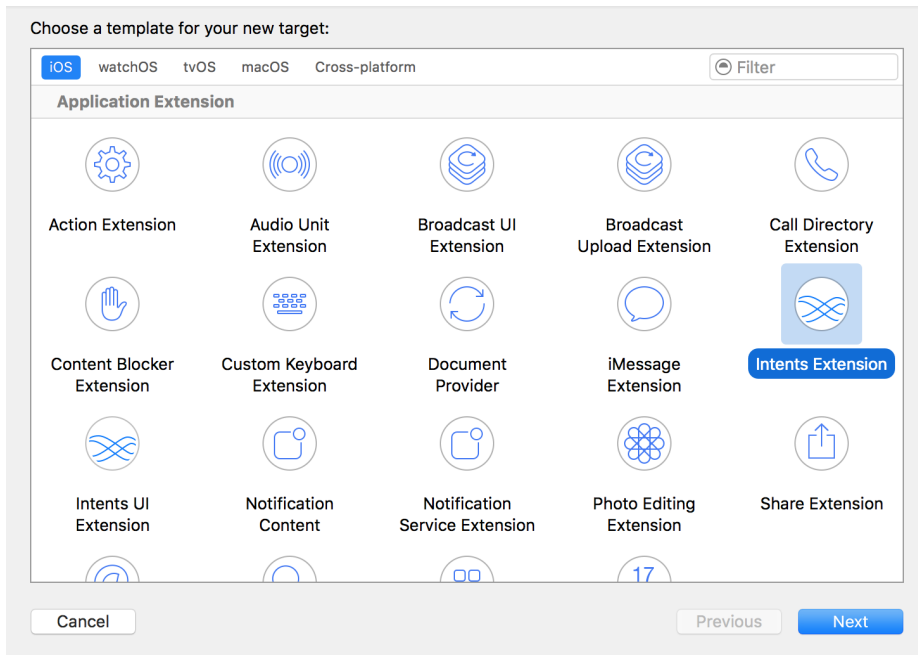 Choose a template for your new target:
iOS watchOS tvOS macOS Cross-platform Filter
Application Extension
Action Extension
Audio Unit
Extension
Broadcast UI
Extension
Broadcast
Upload Extension
Call Directory
Extension
Content Blocker
Extension
Custom Keyboard
Extension
Document
Provider
iMessage
Extension
Intents Extension
Intents UI
Extension
Notification
Content
Notification
Service Extension
Photo Editing
Extension
Share Extension
17
Cancel Previous Next